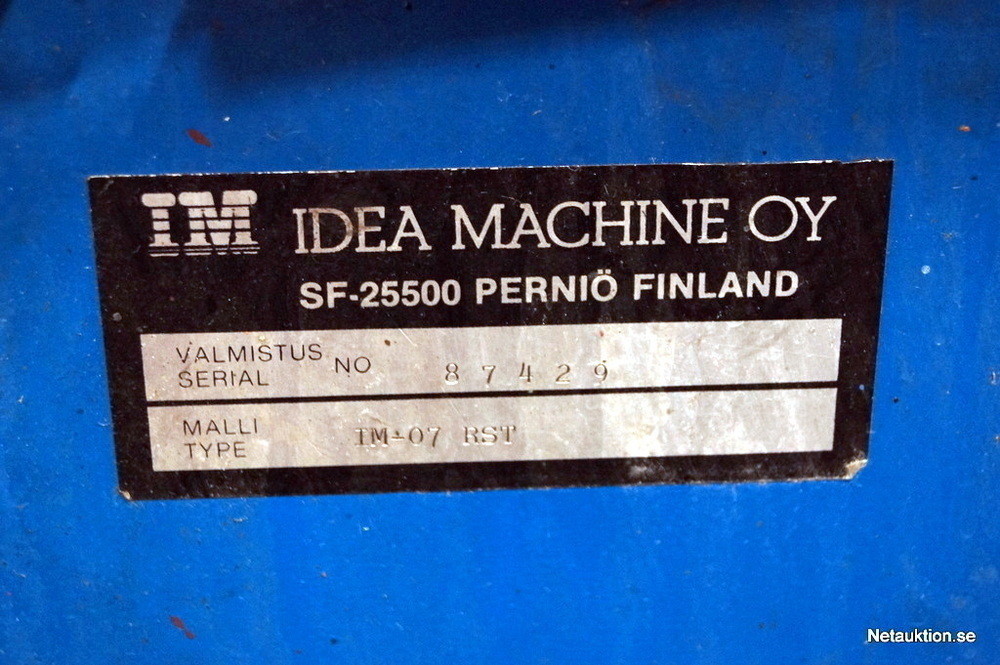 IM IDEA MACHINE OY
SF-25500 PERNIÖ FINLAND
VALMISTUS
SERIAL NO 87429
MALLI
TYPE IM-07 RST
Netauktion.se